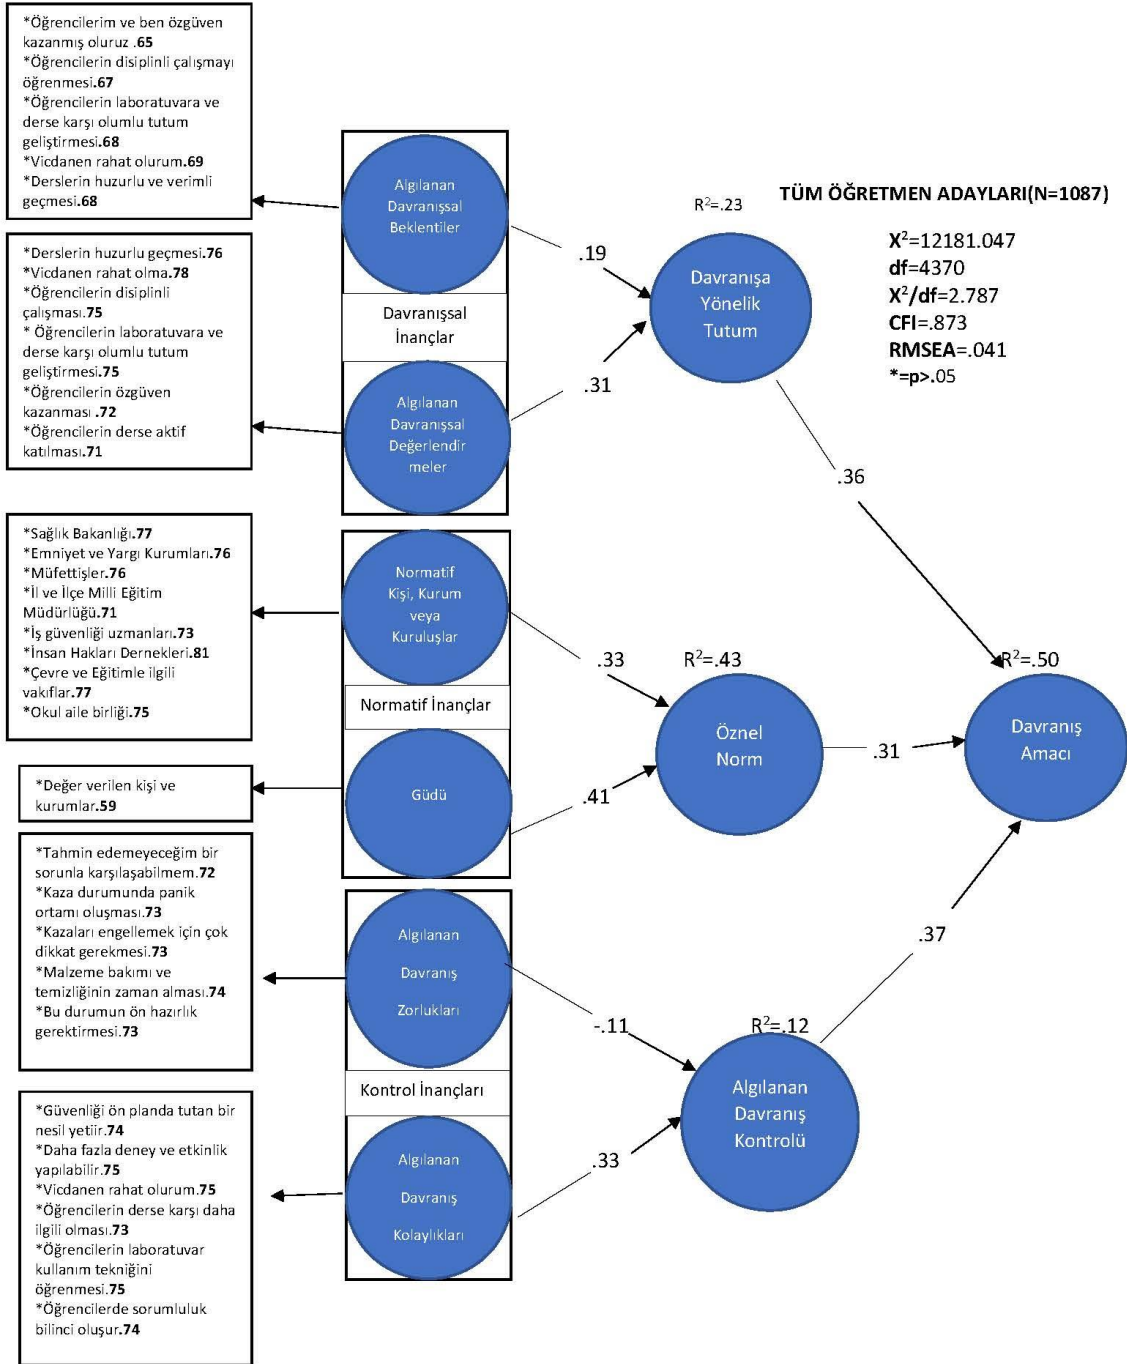 *Öğrencilerim ve ben özgüven
kazanmış oluruz .65
*Öğrencilerin disiplinli çalışmayı
öğrenmesi.67
*Öğrencilerin laboratuvara ve
derse karşı olumlu tutum
geliştirmesi.68
*Vicdanen rahat olurum.69
*Derslerin huzurlu ve verimli
geçmesi.68
*Derslerin huzurlu geçmesi.76
*Vicdanen rahat olma.78
*Öğrencilerin disiplinli
çalışması.75
* Öğrencilerin laboratuvara ve
derse karşı olumlu tutum
geliştirmesi.75
*Öğrencilerin özgüven
kazanması .72
*Öğrencilerin derse aktif
katılması.71
*Sağlık Bakanlığı.77
*Emniyet ve Yargı Kurumları.76
*Müfettişler.76
*İl ve İlçe Milli Eğitim
Müdürlüğü.71
*İş güvenliği uzmanları.73
*İnsan Hakları Dernekleri.81
*Çevre ve Eğitimle ilgili
vakıflar.77
*Okul aile birliği.75
*Değer verilen kişi ve
kurumlar.59
*Tahmin edemeyeceğim bir
sorunla karşılaşabilmem.72
*Kaza durumunda panik
ortamı oluşması.73
*Kazaları engellemek için çok
dikkat gerekmesi.73
*Malzeme bakımı ve
temizliğinin zaman alması.74
*Bu durumun ön hazırlık
gerektirmesi.73
*Güvenliği ön planda tutan bir
nesil yetiir.74
*Daha fazla deney ve etkinlik
yapılabilir.75
*Vicdanen rahat olurum.75
*Öğrencilerin derse karşı daha
ilgili olması.73
*Öğrencilerin laboratuvar
kullanım tekniğini
öğrenmesi.75
*Öğrencilerde sorumluluk
bilinci oluşur.74
Algılanan
Davranışsal
Beklentiler
Davranışsal
İnançlar
Algılanan
Davranışsal
Değerlendir
meler
Normatif
Kişi, Kurum
veya
Kuruluşlar
Normatif İnançlar
Güdü
Algılanan
Davranış
Zorlukları
Kontrol İnançları
Algılanan
Davranış
Kolaylıkları
.19
.31
.33
.41
-.11
.33
R²=.23
Davranışa
Yönelik
Tutum
R²=.43
Öznel
Norm
R²=.12
Algılanan
Davranış
Kontrolü
.36
.31
.37
R²=.50
Davranış
Amacı
TÜM ÖĞRETMEN ADAYLARI(N=1087)
X²=12181.047
df=4370
X²/df=2.787
CFI=.873
RMSEA=.041
*=p>.05